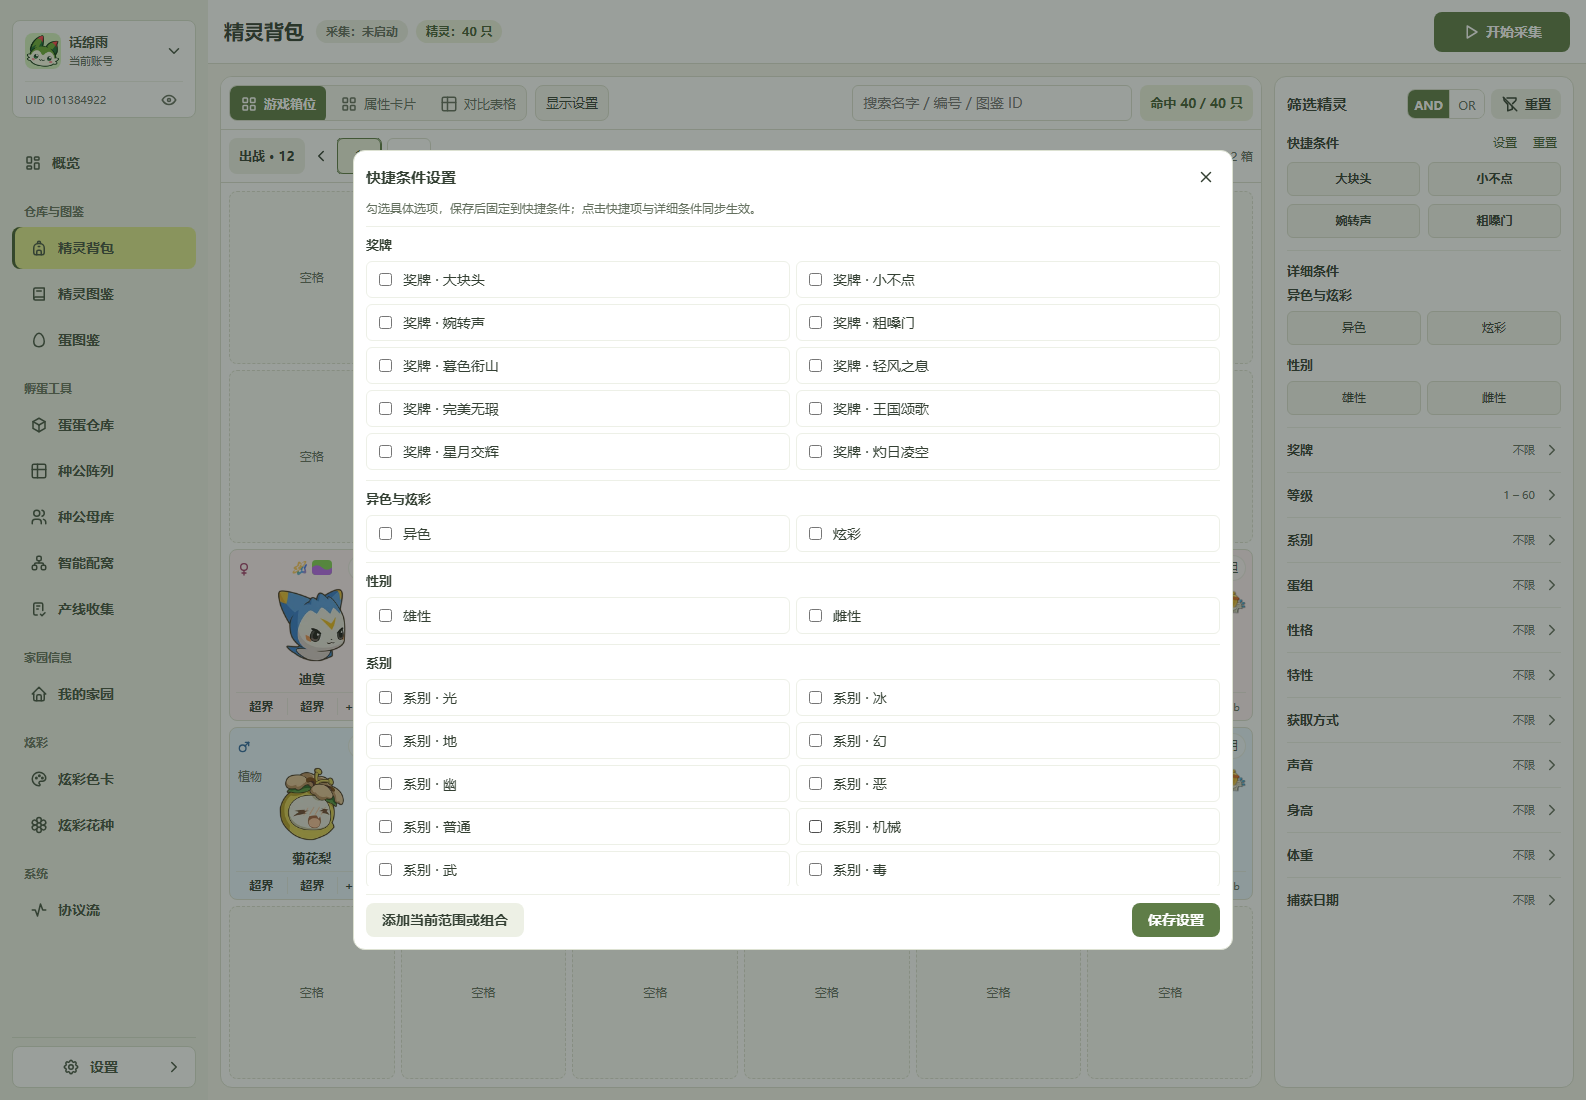 话绵雨
当前账号
UID 101384922
概览
仓库与图鉴
精灵背包
精灵图鉴
蛋图鉴
孵蛋工具
蛋蛋仓库
种公阵列
种公母库
智能配窝
产线收集
家园信息
我的家园
炫彩
炫彩色卡
炫彩花种
系统
协议流
设置
精灵背包
采集：未启动
精灵：40 只
开始采集
游戏箱位
属性卡片
对比表格
显示设置
搜索名字 / 编号 / 图鉴 ID
命中 40 / 40 只
出战 • 12
2 箱
空格
空格
迪莫
超界
超界
植物
菊花梨
超界
超界
空格
空格
空格
空格
空格
空格
快捷条件设置
勾选具体选项，保存后固定到快捷条件；点击快捷项与详细条件同步生效。
奖牌
奖牌 · 大块头
奖牌 · 小不点
奖牌 · 婉转声
奖牌 · 粗嗓门
奖牌 · 暮色衔山
奖牌 · 轻风之息
奖牌 · 完美无瑕
奖牌 · 王国颂歌
奖牌 · 星月交辉
奖牌 · 灼日凌空
异色与炫彩
异色
炫彩
性别
雄性
雌性
系别
系别 · 光
系别 · 冰
系别 · 地
系别 · 幻
系别 · 幽
系别 · 恶
系别 · 普通
系别 · 机械
系别 · 武
系别 · 毒
添加当前范围或组合
保存设置
筛选精灵
AND
OR
重置
快捷条件
设置
重置
大块头
小不点
婉转声
粗嗓门
详细条件
异色与炫彩
异色
炫彩
性别
雄性
雌性
奖牌
不限
等级
1 – 60
系别
不限
蛋组
不限
性格
不限
特性
不限
获取方式
不限
声音
不限
身高
不限
体重
不限
捕获日期
不限